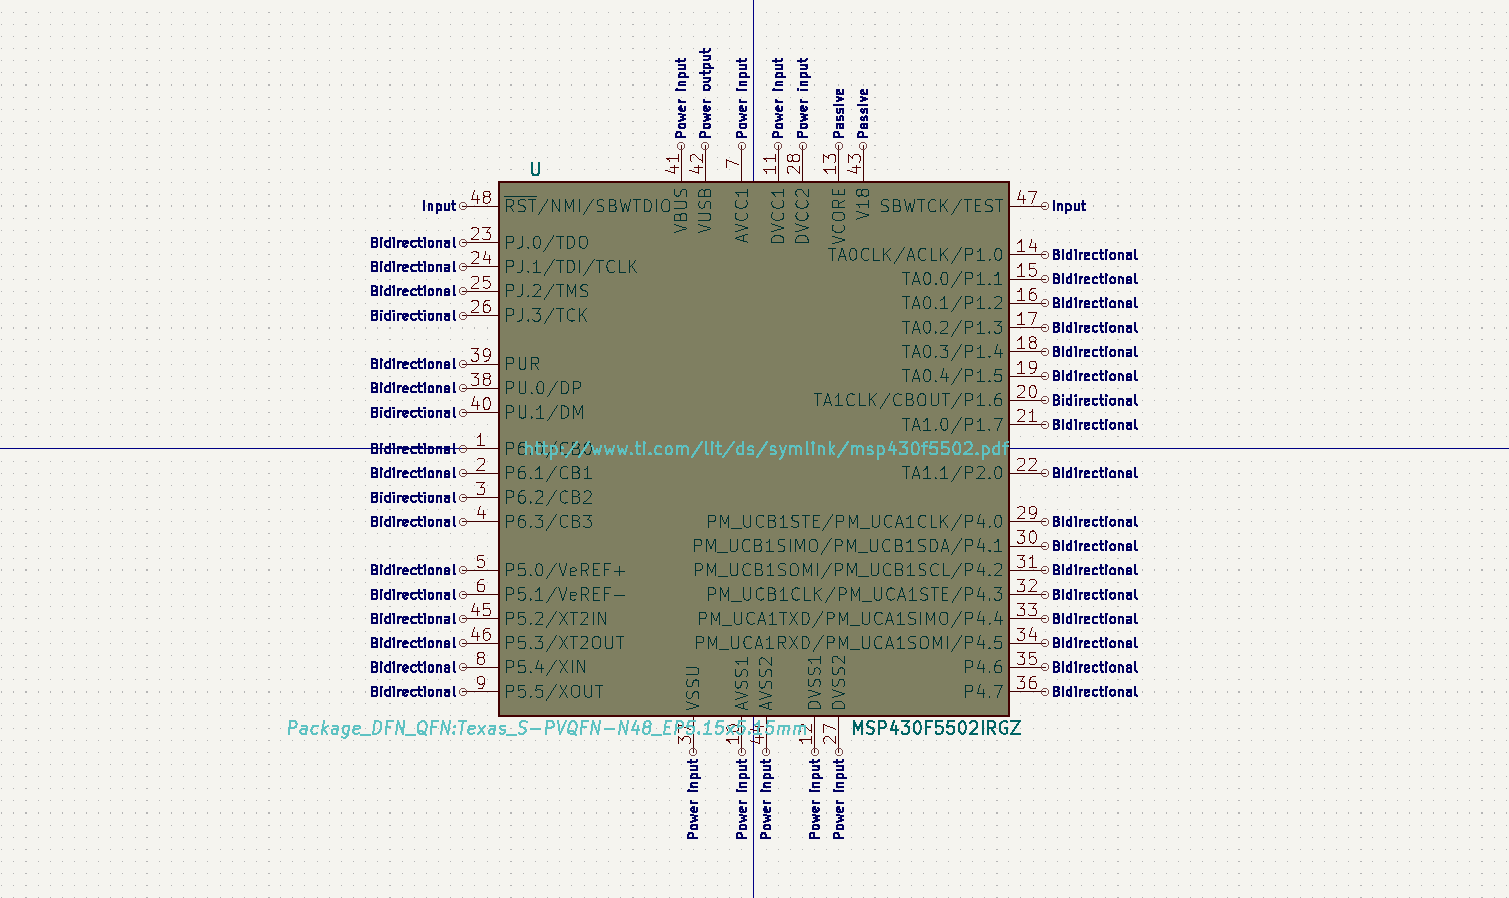 Power input
Power output
Power input
Power input
Power input
Passive
Passive
41
42
7
11
28
13
43
U
VBUS
VUSB
AVCC1
DVCC1
DVCC2
VCORE
V18
Input 48 RST/NMI/SBWTDIO
SBWTCK/TEST 47 Input
Bidirectional 23 PJ.0/TDO
TA0CLK/ACLK/P1.0 14 Bidirectional
Bidirectional 24 PJ.1/TDI/TCLK
TA0.0/P1.1 15 Bidirectional
Bidirectional 25 PJ.2/TMS
TA0.1/P1.2 16 Bidirectional
Bidirectional 26 PJ.3/TCK
TA0.2/P1.3 17 Bidirectional
TA0.3/P1.4 18 Bidirectional
Bidirectional 39 PUR
TA0.4/P1.5 19 Bidirectional
Bidirectional 38 PU.0/DP
TA1CLK/CBOUT/P1.6 20 Bidirectional
Bidirectional 40 PU.1/DM
TA1.0/P1.7 21 Bidirectional
Bidirectional 1 P6.0/CB0
http://www.ti.com/lit/ds/symlink/msp430f5502.pdf
Bidirectional 2 P6.1/CB1
TA1.1/P2.0 22 Bidirectional
Bidirectional 3 P6.2/CB2
Bidirectional 4 P6.3/CB3
PM_UCB1STE/PM_UCA1CLK/P4.0 29 Bidirectional
PM_UCB1SIMO/PM_UCB1SDA/P4.1 30 Bidirectional
Bidirectional 5 P5.0/VeREF+
PM_UCB1SOMI/PM_UCB1SCL/P4.2 31 Bidirectional
Bidirectional 6 P5.1/VeREF-
PM_UCB1CLK/PM_UCA1STE/P4.3 32 Bidirectional
Bidirectional 45 P5.2/XT2IN
PM_UCA1TXD/PM_UCA1SIMO/P4.4 33 Bidirectional
Bidirectional 46 P5.3/XT2OUT
PM_UCA1RXD/PM_UCA1SOMI/P4.5 34 Bidirectional
Bidirectional 8 P5.4/XIN
P4.6 35 Bidirectional
Bidirectional 9 P5.5/XOUT
P4.7 36 Bidirectional
VSSU
AVSS1
AVSS2
DVSS1
DVSS2
Package_DFN_QFN:Texas_S-PVQFN-N48_EP5.15x5.15mm
MSP430F5502IRGZ
37
12
27
Power input
Power input
Power input
Power input
Power input